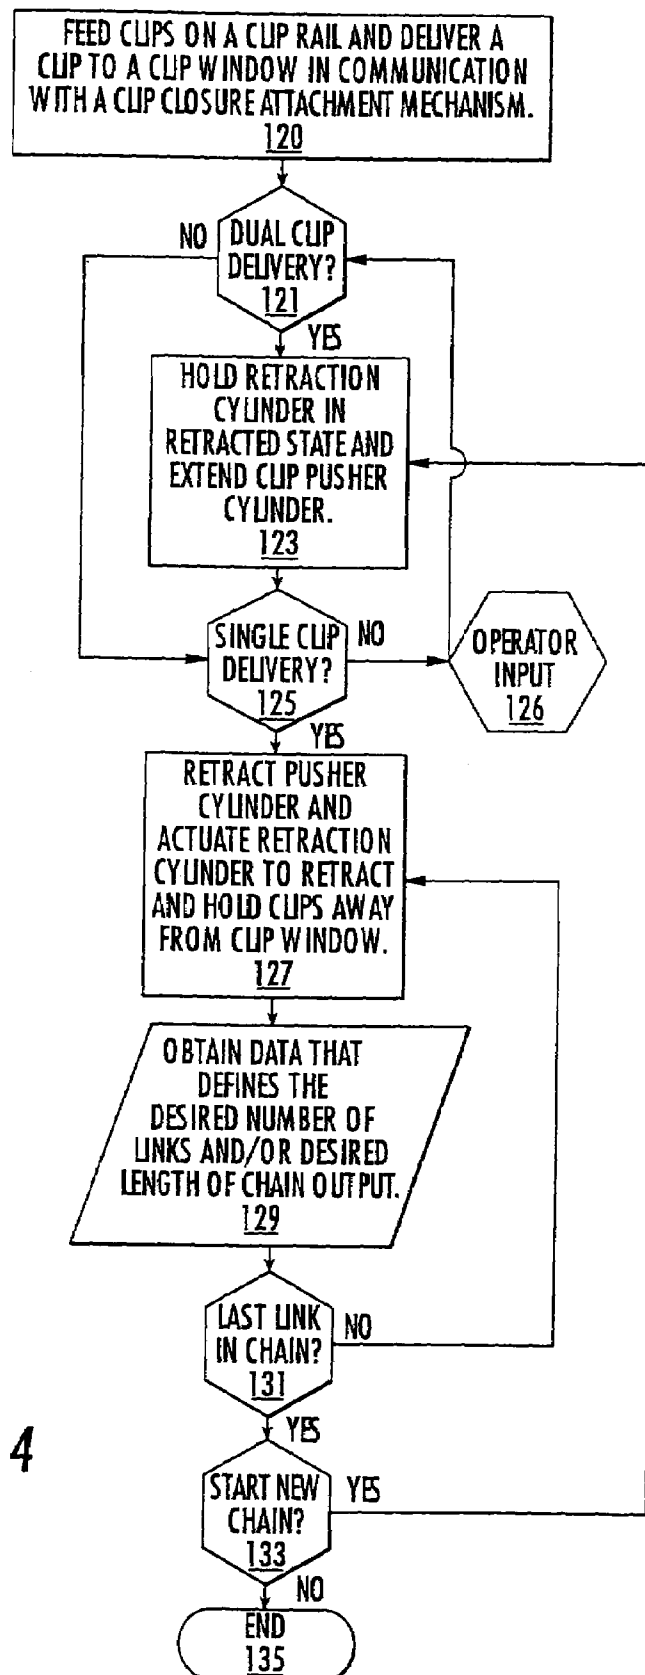 FEED CLIPS ON A CLIP RAIL AND DELIVER A
CLIP TO A CLIP WINDOW IN COMMUNICATION
WITH A CLIP CLOSURE ATTACHMENT MECHANISM.
120
NO
DUAL CLIP
DELIVERY?
121
YES
HOLD RETRACTION
CYLINDER IN
RETRACTED STATE AND
EXTEND CLIP PUSHER
CYLINDER.
123
SINGLE CLIP
DELIVERY?
125
NO
OPERATOR
INPUT
126
YES
RETRACT PUSHER
CYLINDER AND
ACTUATE RETRACTION
CYLINDER TO RETRACT
AND HOLD CLIPS AWAY
FROM CLIP WINDOW.
127
OBTAIN DATA THAT
DEFINES THE
DESIRED NUMBER OF
LINKS AND/OR DESIRED
LENGTH OF CHAIN OUTPUT.
129
LAST LINK
IN CHAIN?
131
NO
YES
4
START NEW
CHAIN?
133
YES
NO
END
135